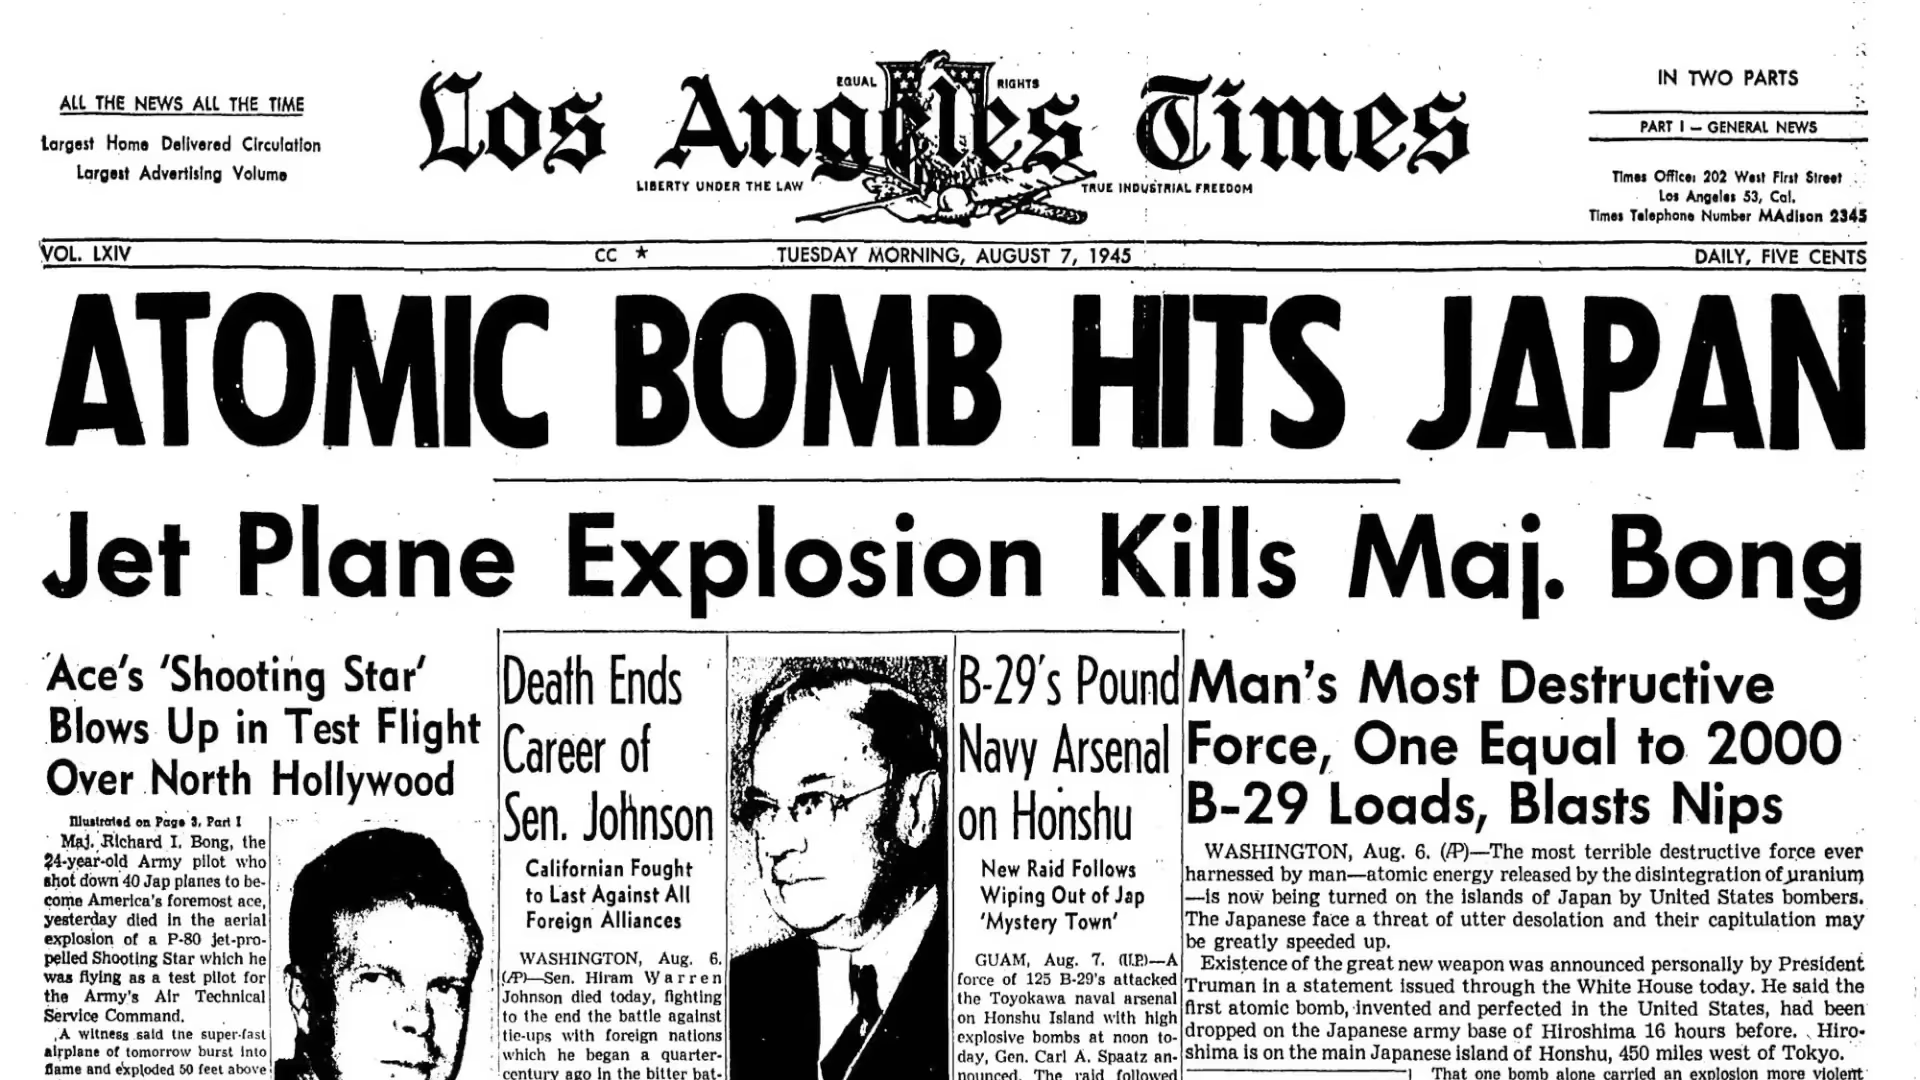 ALL THE NEWS ALL THE TIME
Largest Home Delivered Circulation
Largest Advertising Volume
EQUAL RIGHTS
Los Angeles Times
LIBERTY UNDER THE LAW
TRUE INDUSTRIAL FREEDOM
IN TWO PARTS
PART I — GENERAL NEWS
Times Office: 202 West First Street
Los Angeles 53, Cal.
Times Telephone Number MAdison 2345
VOL. LXIV
CC ★
TUESDAY MORNING, AUGUST 7, 1945
DAILY, FIVE CENTS
ATOMIC BOMB HITS JAPAN
Jet Plane Explosion Kills Maj. Bong
Ace's 'Shooting Star'
Blows Up in Test Flight
Over North Hollywood
Illustrated on Page 3, Part I
Maj. Richard I. Bong, the
24-year-old Army pilot who
shot down 40 Jap planes to be-
come America's foremost ace,
yesterday died in the aerial
explosion of a P-80 jet-pro-
pelled Shooting Star which he
was flying as a test pilot for
the Army's Air Technical
Service Command.
A witness said the super-fast
airplane of tomorrow burst into
flame and exploded 50 feet above
Death Ends
Career of
Sen. Johnson
Californian Fought
to Last Against All
Foreign Alliances
WASHINGTON, Aug. 6.
(AP)—Sen. Hiram Warren
Johnson died today, fighting
to the end the battle against
tie-ups with foreign nations
which he began a quarter-
century ago in the bitter bat-
B-29's Pound
Navy Arsenal
on Honshu
New Raid Follows
Wiping Out of Jap
'Mystery Town'
GUAM, Aug. 7. (U.P.)—A
force of 125 B-29's attacked
the Toyokawa naval arsenal
on Honshu Island with high
explosive bombs at noon to-
day, Gen. Carl A. Spaatz an-
nounced. The raid followed
Man's Most Destructive
Force, One Equal to 2000
B-29 Loads, Blasts Nips
WASHINGTON, Aug. 6. (AP)—The most terrible destructive force ever
harnessed by man—atomic energy released by the disintegration of uranium
—is now being turned on the islands of Japan by United States bombers.
The Japanese face a threat of utter desolation and their capitulation may
be greatly speeded up.
Existence of the great new weapon was announced personally by President
Truman in a statement issued through the White House today. He said the
first atomic bomb, invented and perfected in the United States, had been
dropped on the Japanese army base of Hiroshima 16 hours before. Hiro-
shima is on the main Japanese island of Honshu, 450 miles west of Tokyo.
That one bomb alone carried an explosion more violent